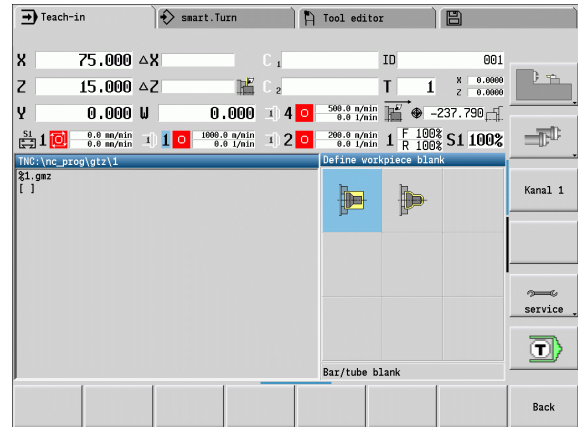 Teach-in smart.Turn Tool editor
X 75.000 ΔX C 1 ID 001
Z 15.000 ΔZ C 2 T 1 X 0.0000 Z 0.0000
Y 0.000 W 0.000 4 500.0 m/min 0.0 1/min -237.790
S1 1 0.0 mm/min 0.0 mm/min 1 1000.0 m/min 0.0 1/min 2 200.0 m/min 0.0 1/min 1 F 100% R 100% S1 100%
TNC:\nc_prog\gtz\1 Define workpiece blank
%1.gmz
[ ]
Kanal 1
service
T
Bar/tube blank
Back